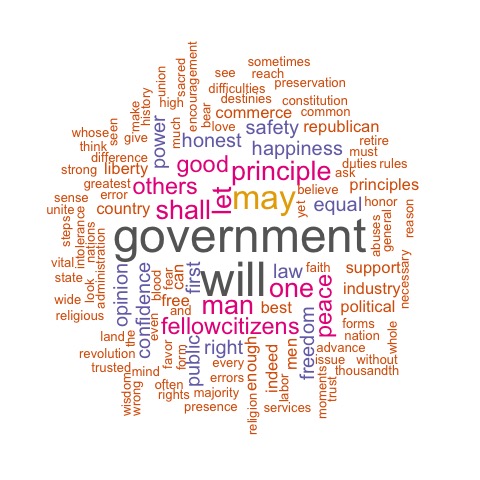 sometimes
see
reach
preservation
difficulties
destinies
constitution
commerce
common
encouragement
sacred
union
high
history
make
much
bear
love
power
honest
safety
republican
whose
seen
give
think
happiness
retire
must
difference
strong
liberty
good
principle
ask
duties
rules
greatest
error
others
let
may
believe
principles
sense
unite
country
shall
yet
equal
honor
reason
steps
intolerance
nations
administration
government
abuses
general
necessary
vital
state
look
opinion
confidence
blood
fear
can
first
will
law
faith
support
wide
free
and
man
one
peace
industry
religious
best
political
even
fellowcitizens
freedom
forms
nation
whole
land
the
revolution
favor
form
public
right
enough
indeed
men
advance
issue
without
trusted
mind
every
errors
thousandth
wisdom
wrong
often
rights
majority
labor
moments
trust
presence
religion
services